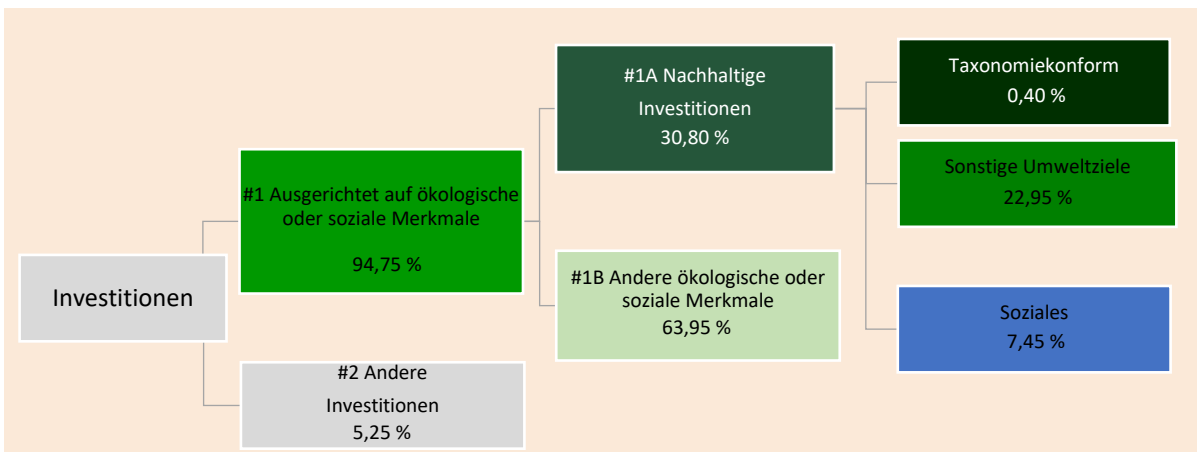 Investitionen
#1 Ausgerichtet auf ökologische
oder soziale Merkmale
94,75 %
#2 Andere
Investitionen
5,25 %
#1A Nachhaltige
Investitionen
30,80 %
#1B Andere ökologische oder
soziale Merkmale
63,95 %
Taxonomiekonform
0,40 %
Sonstige Umweltziele
22,95 %
Soziales
7,45 %